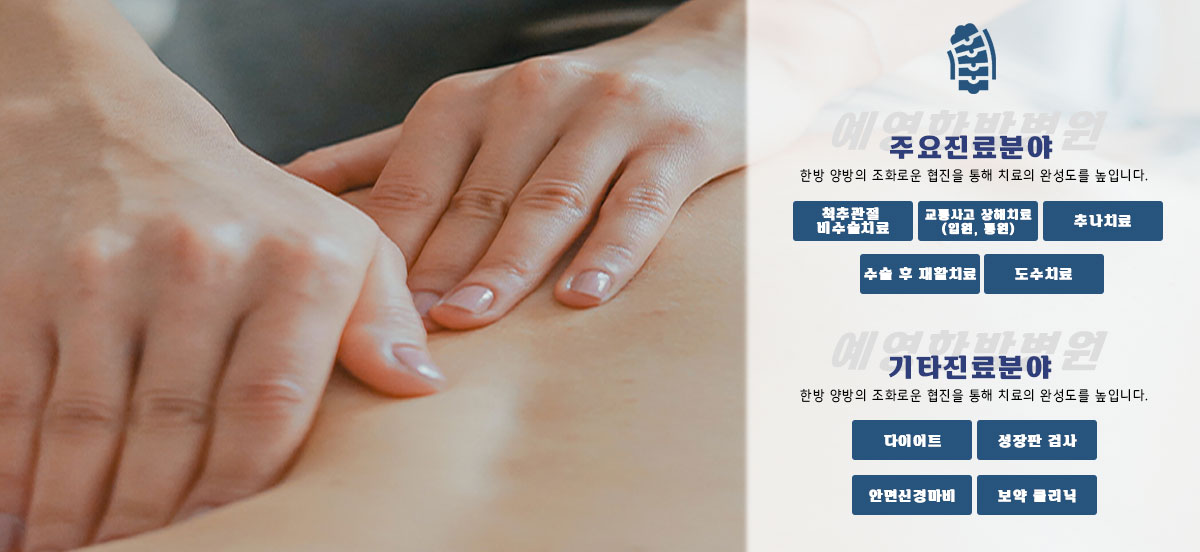 예영한방병원
주요진료분야
한방 양방의 조화로운 협진을 통해 치료의 완성도를 높입니다.
척추관절
비수술치료
교통사고 상해치료
(입원, 통원)
추나치료
수술 후 재활치료
도수치료
예영한방병원
기타진료분야
한방 양방의 조화로운 협진을 통해 치료의 완성도를 높입니다.
다이어트
성장판 검사
안면신경마비
보약 클리닉